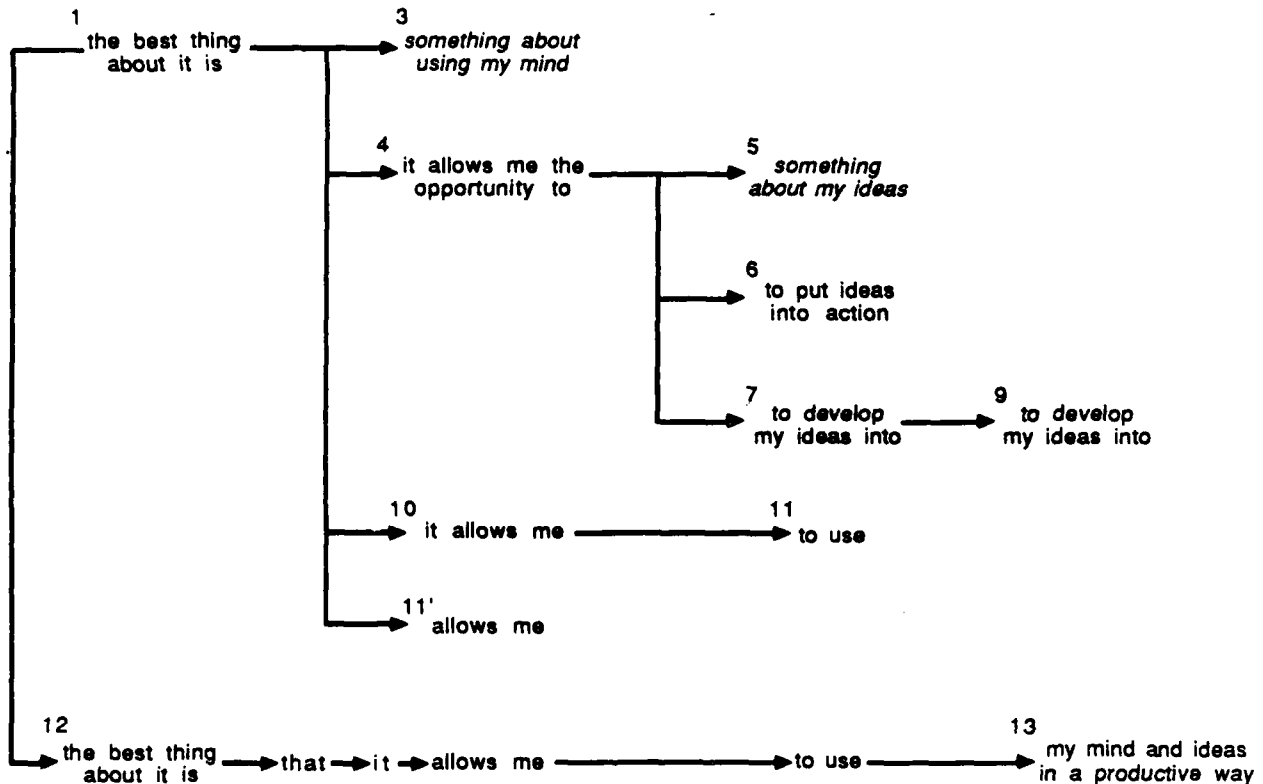 1
the best thing
about it is
3
something about
using my mind
4
it allows me the
opportunity to
5
something
about my ideas
6
to put ideas
into action
7
to develop
my ideas into
9
to develop
my ideas into
10
it allows me
11
to use
11'
allows me
12
the best thing
about it is
that
it
allows me
to use
13
my mind and ideas
in a productive way